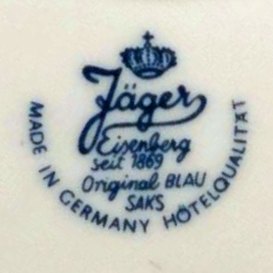 Jäger
Eisenberg
seit 1869
Original BLAU
SAKS
MADE IN GERMANY HÖTELQUALITÄT